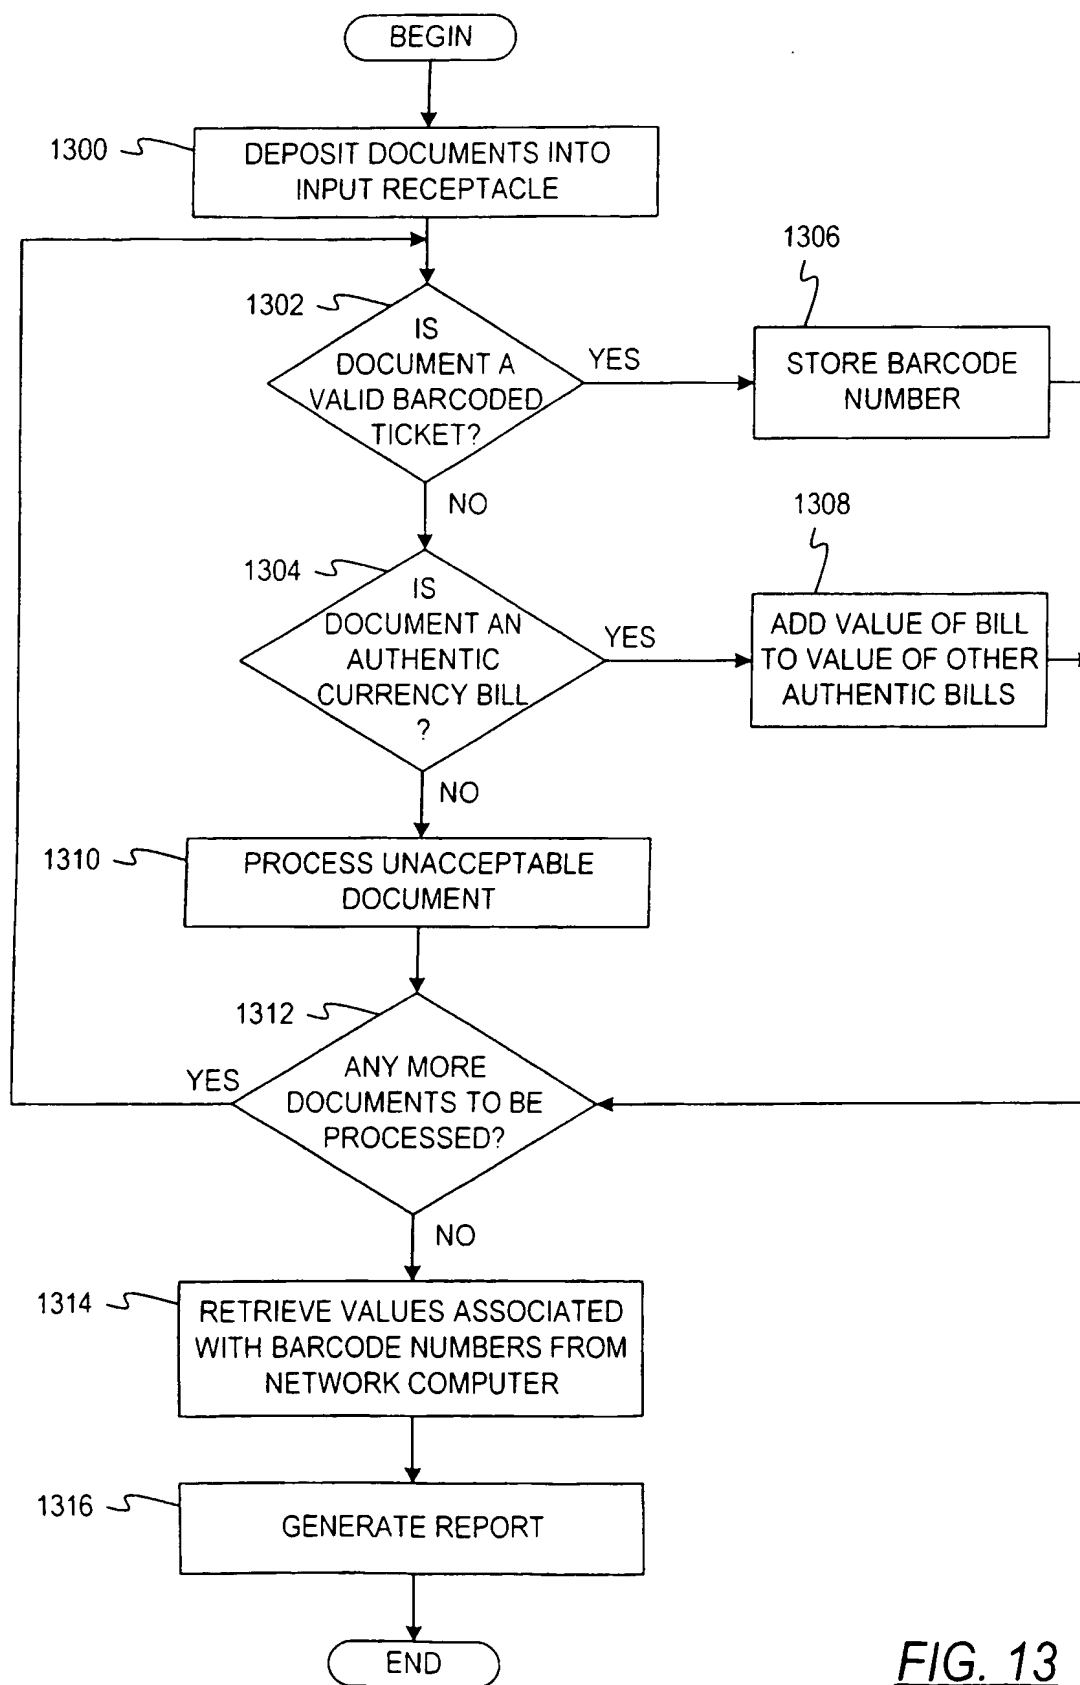 BEGIN
1300
DEPOSIT DOCUMENTS INTO
INPUT RECEPTACLE
1302
IS
DOCUMENT A
VALID BARCODED
TICKET?
YES
1306
STORE BARCODE
NUMBER
NO
1304
IS
DOCUMENT AN
AUTHENTIC
CURRENCY BILL
?
YES
1308
ADD VALUE OF BILL
TO VALUE OF OTHER
AUTHENTIC BILLS
NO
1310
PROCESS UNACCEPTABLE
DOCUMENT
1312
ANY MORE
DOCUMENTS TO BE
PROCESSED?
YES
NO
1314
RETRIEVE VALUES ASSOCIATED
WITH BARCODE NUMBERS FROM
NETWORK COMPUTER
1316
GENERATE REPORT
END
FIG. 13